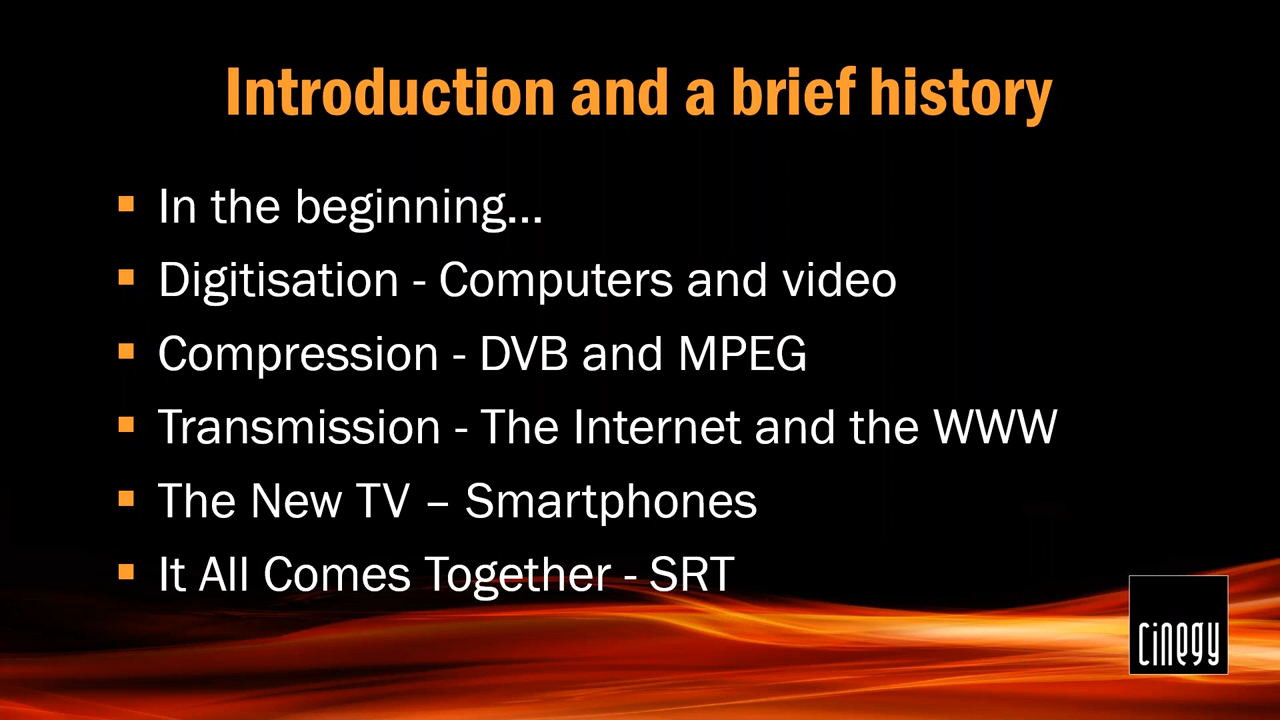 Introduction and a brief history
In the beginning...
Digitisation - Computers and video
Compression - DVB and MPEG
Transmission - The Internet and the WWW
The New TV – Smartphones
It All Comes Together - SRT
cinegy